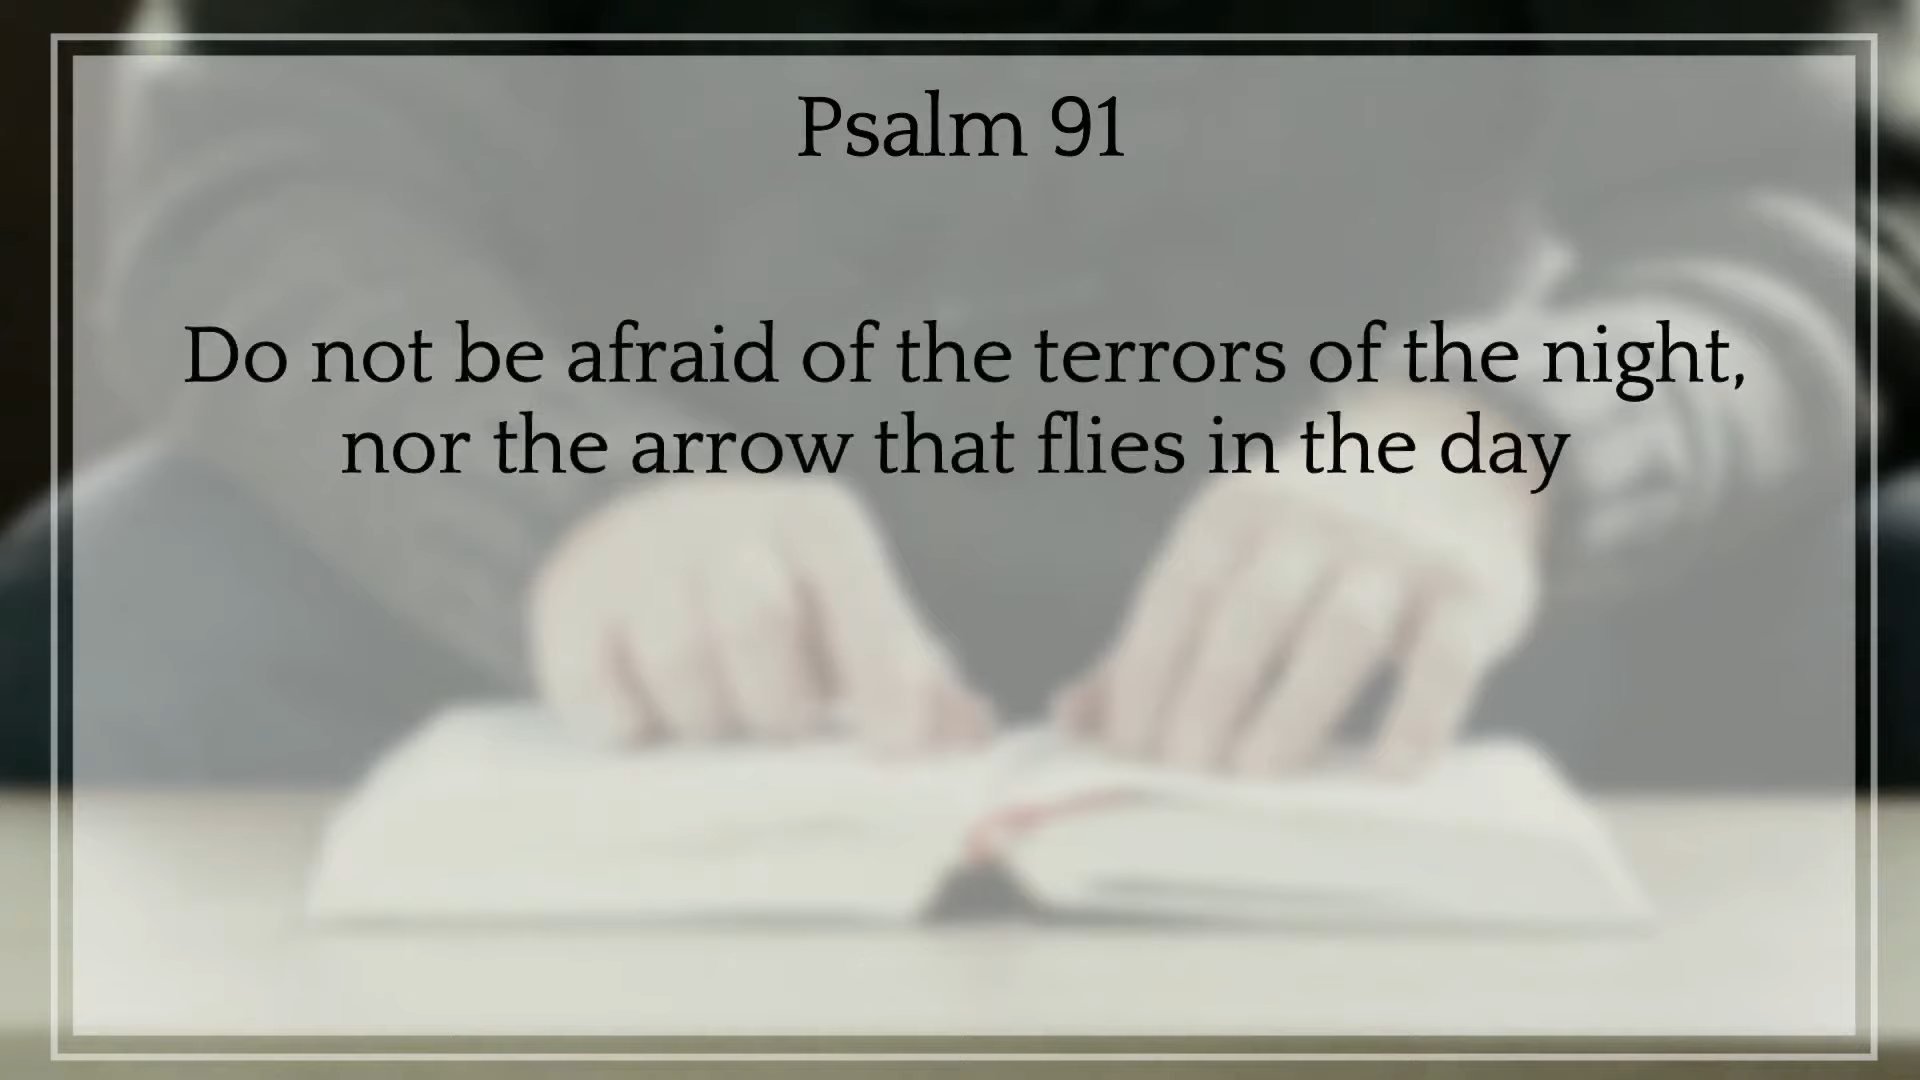 Psalm 91
Do not be afraid of the terrors of the night,
nor the arrow that flies in the day